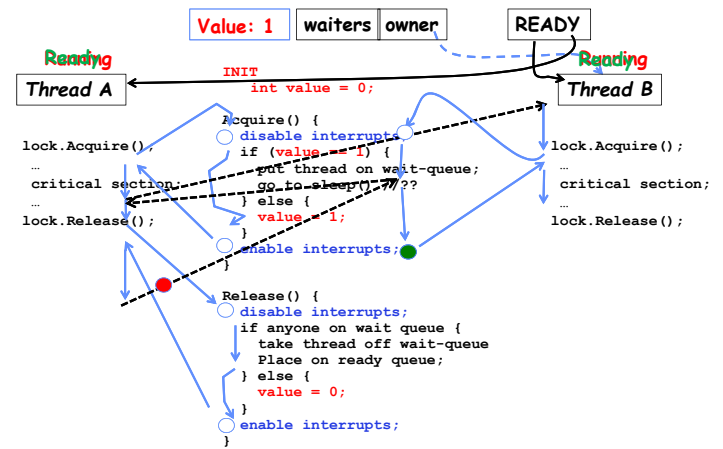 Value: 1 waiters owner READY
Ready Running
Ready Running
Thread A
Thread B
INIT
int value = 0;
Acquire() {
disable interrupts;
if (value == 1) {
put thread on wait-queue;
go to sleep() ??
} else {
value = 1;
}
enable interrupts;
}
lock.Acquire();
…
critical section;
…
lock.Release();
lock.Acquire();
…
critical section;
…
lock.Release();
Release() {
disable interrupts;
if anyone on wait queue {
take thread off wait-queue
Place on ready queue;
} else {
value = 0;
}
enable interrupts;
}